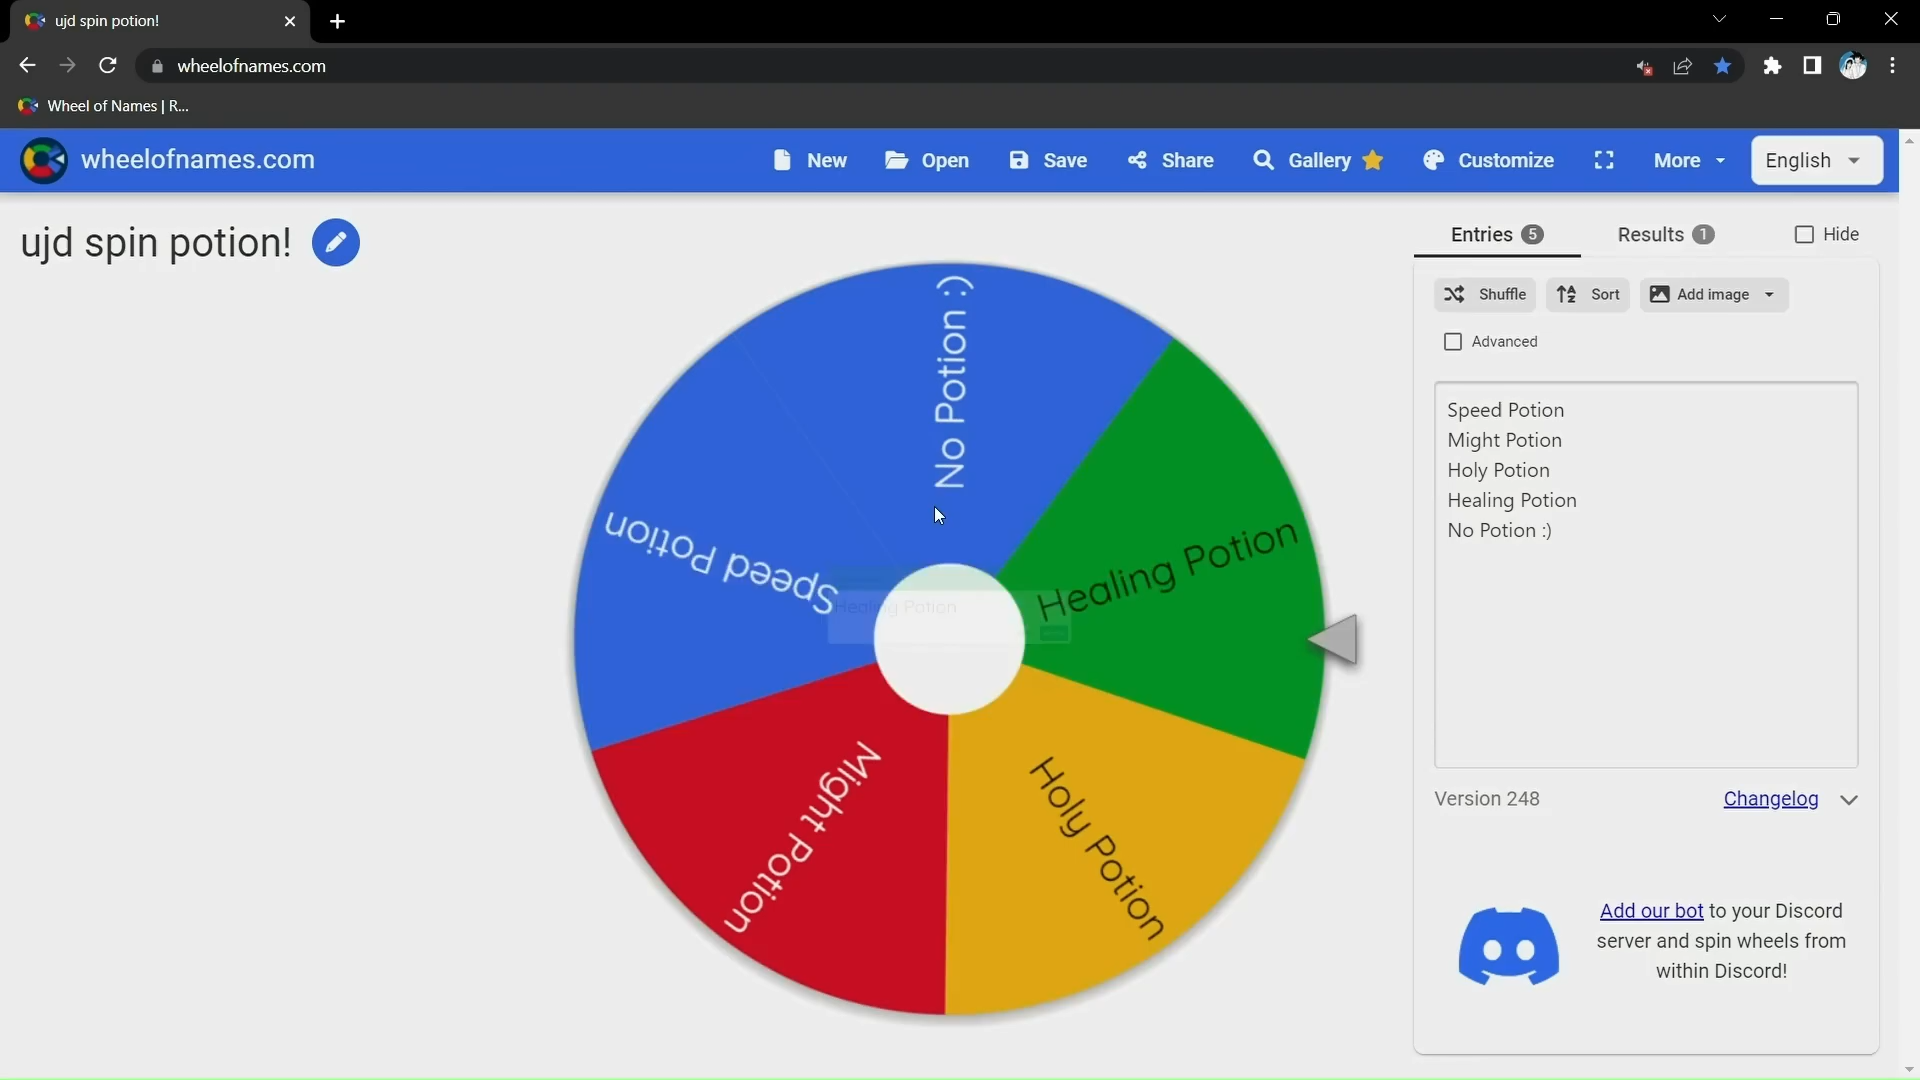 ujd spin potion!
wheelofnames.com
Wheel of Names | R...
wheelofnames.com
New
Open
Save
Share
Gallery
Customize
More
English
ujd spin potion!
Entries 5
Results 1
Hide
Shuffle
Sort
Add image
Advanced
Speed Potion
Might Potion
Holy Potion
Healing Potion
No Potion :)
No Potion :)
Healing Potion
Speed Potion
Healing Potion
Might Potion
Holy Potion
Version 248
Changelog
Add our bot to your Discord
server and spin wheels from
within Discord!